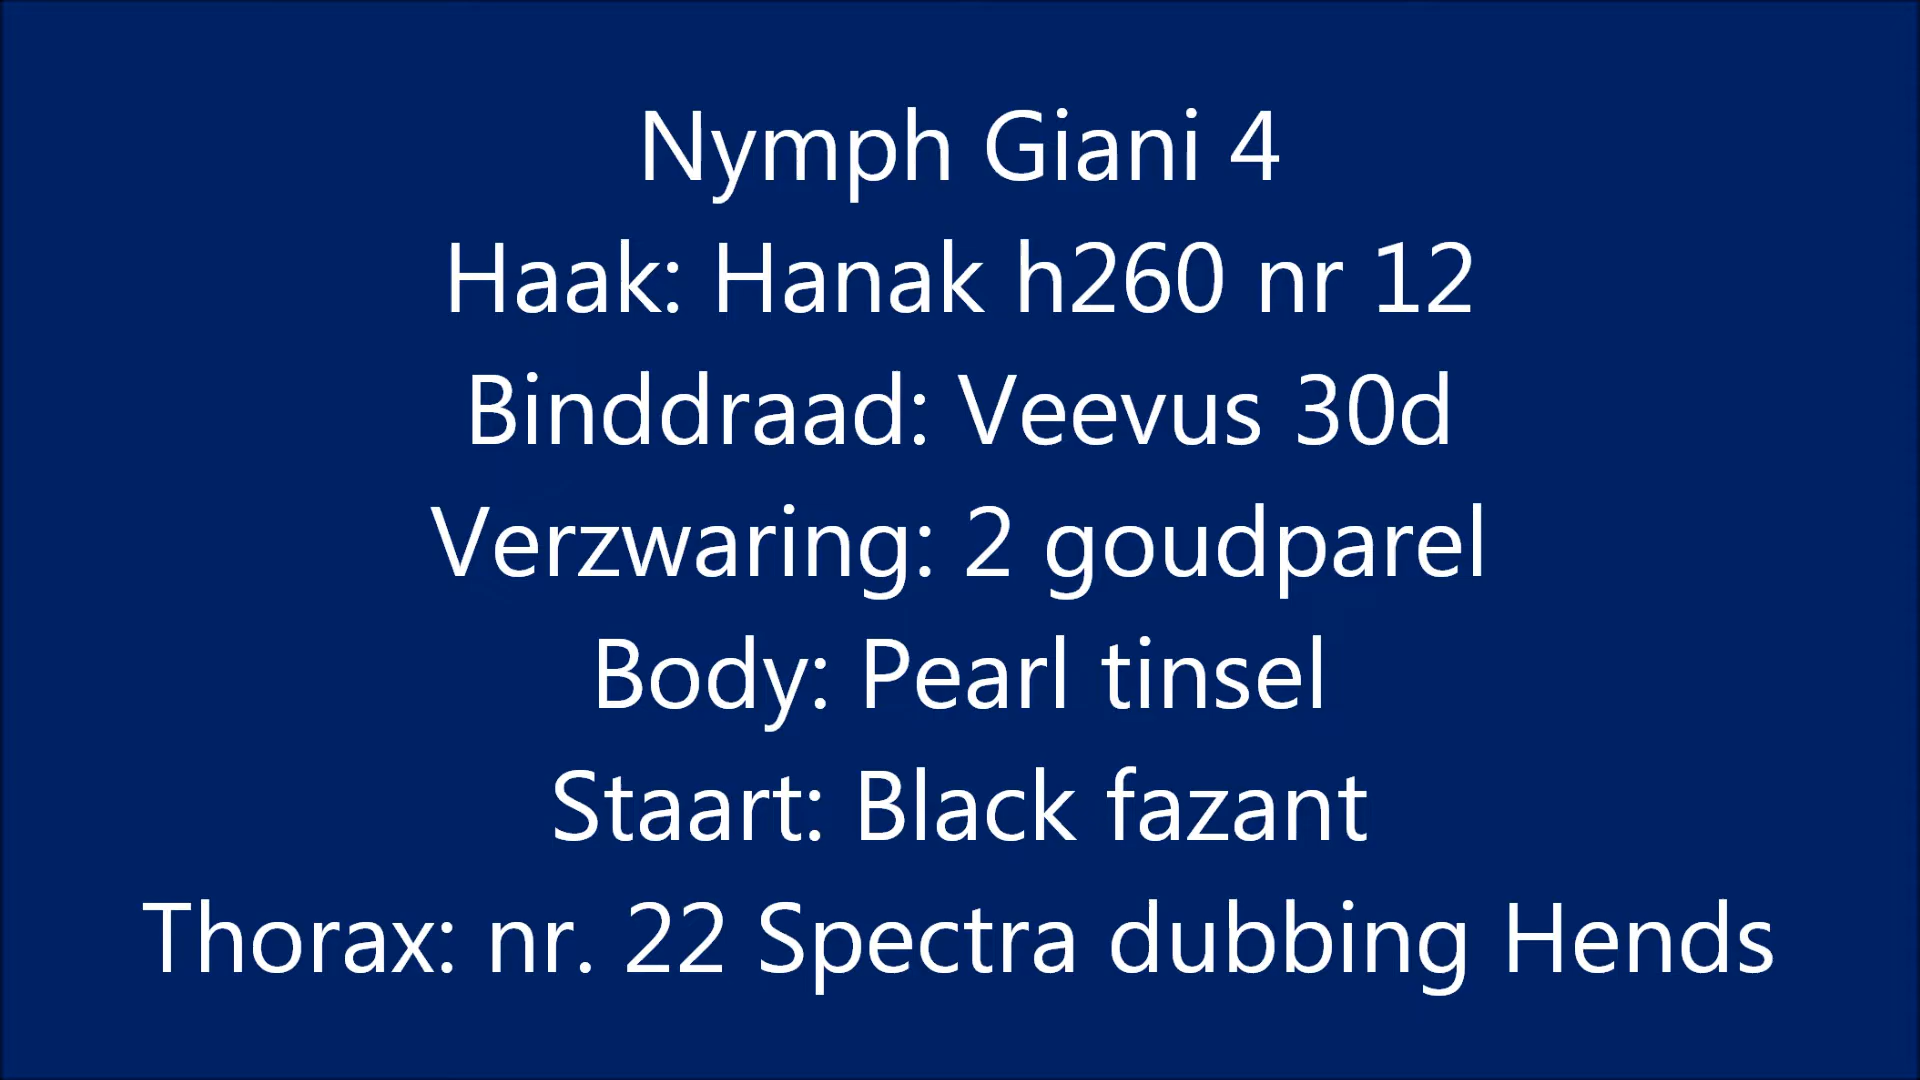 Nymph Giani 4
Haak: Hanak h260 nr 12
Binddraad: Veevus 30d
Verzwaring: 2 goudparel
Body: Pearl tinsel
Staart: Black fazant
Thorax: nr. 22 Spectra dubbing Hends